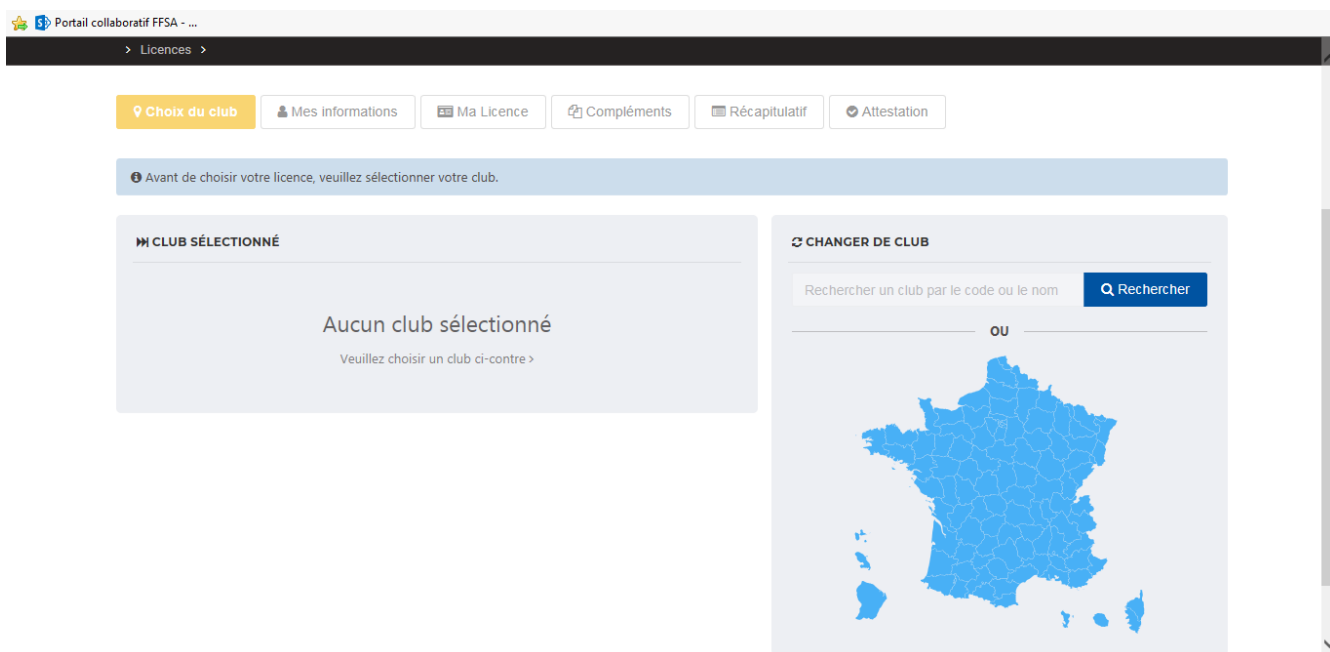 Portail collaboratif FFSA - ...
> Licences >
Choix du club
Mes informations
Ma Licence
Compléments
Récapitulatif
Attestation
Avant de choisir votre licence, veuillez sélectionner votre club.
CLUB SÉLECTIONNÉ
Aucun club sélectionné
Veuillez choisir un club ci-contre >
CHANGER DE CLUB
Rechercher un club par le code ou le nom
Rechercher
OU